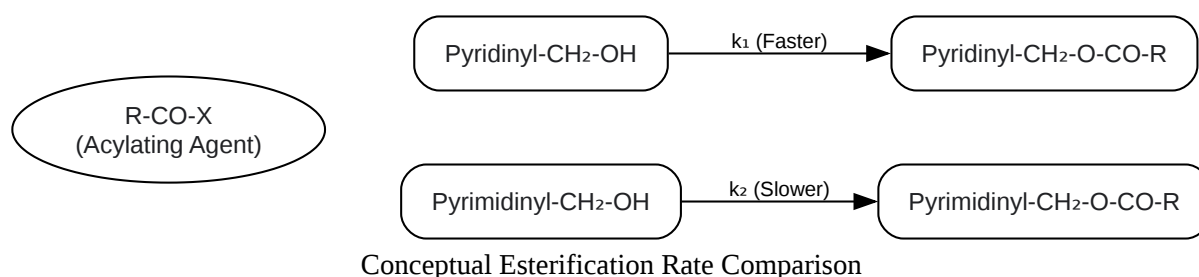 Pyridinyl-CH₂-OH
k₁ (Faster)
Pyridinyl-CH₂-O-CO-R
R-CO-X
(Acylating Agent)
Pyrimidinyl-CH₂-OH
k₂ (Slower)
Pyrimidinyl-CH₂-O-CO-R
Conceptual Esterification Rate Comparison